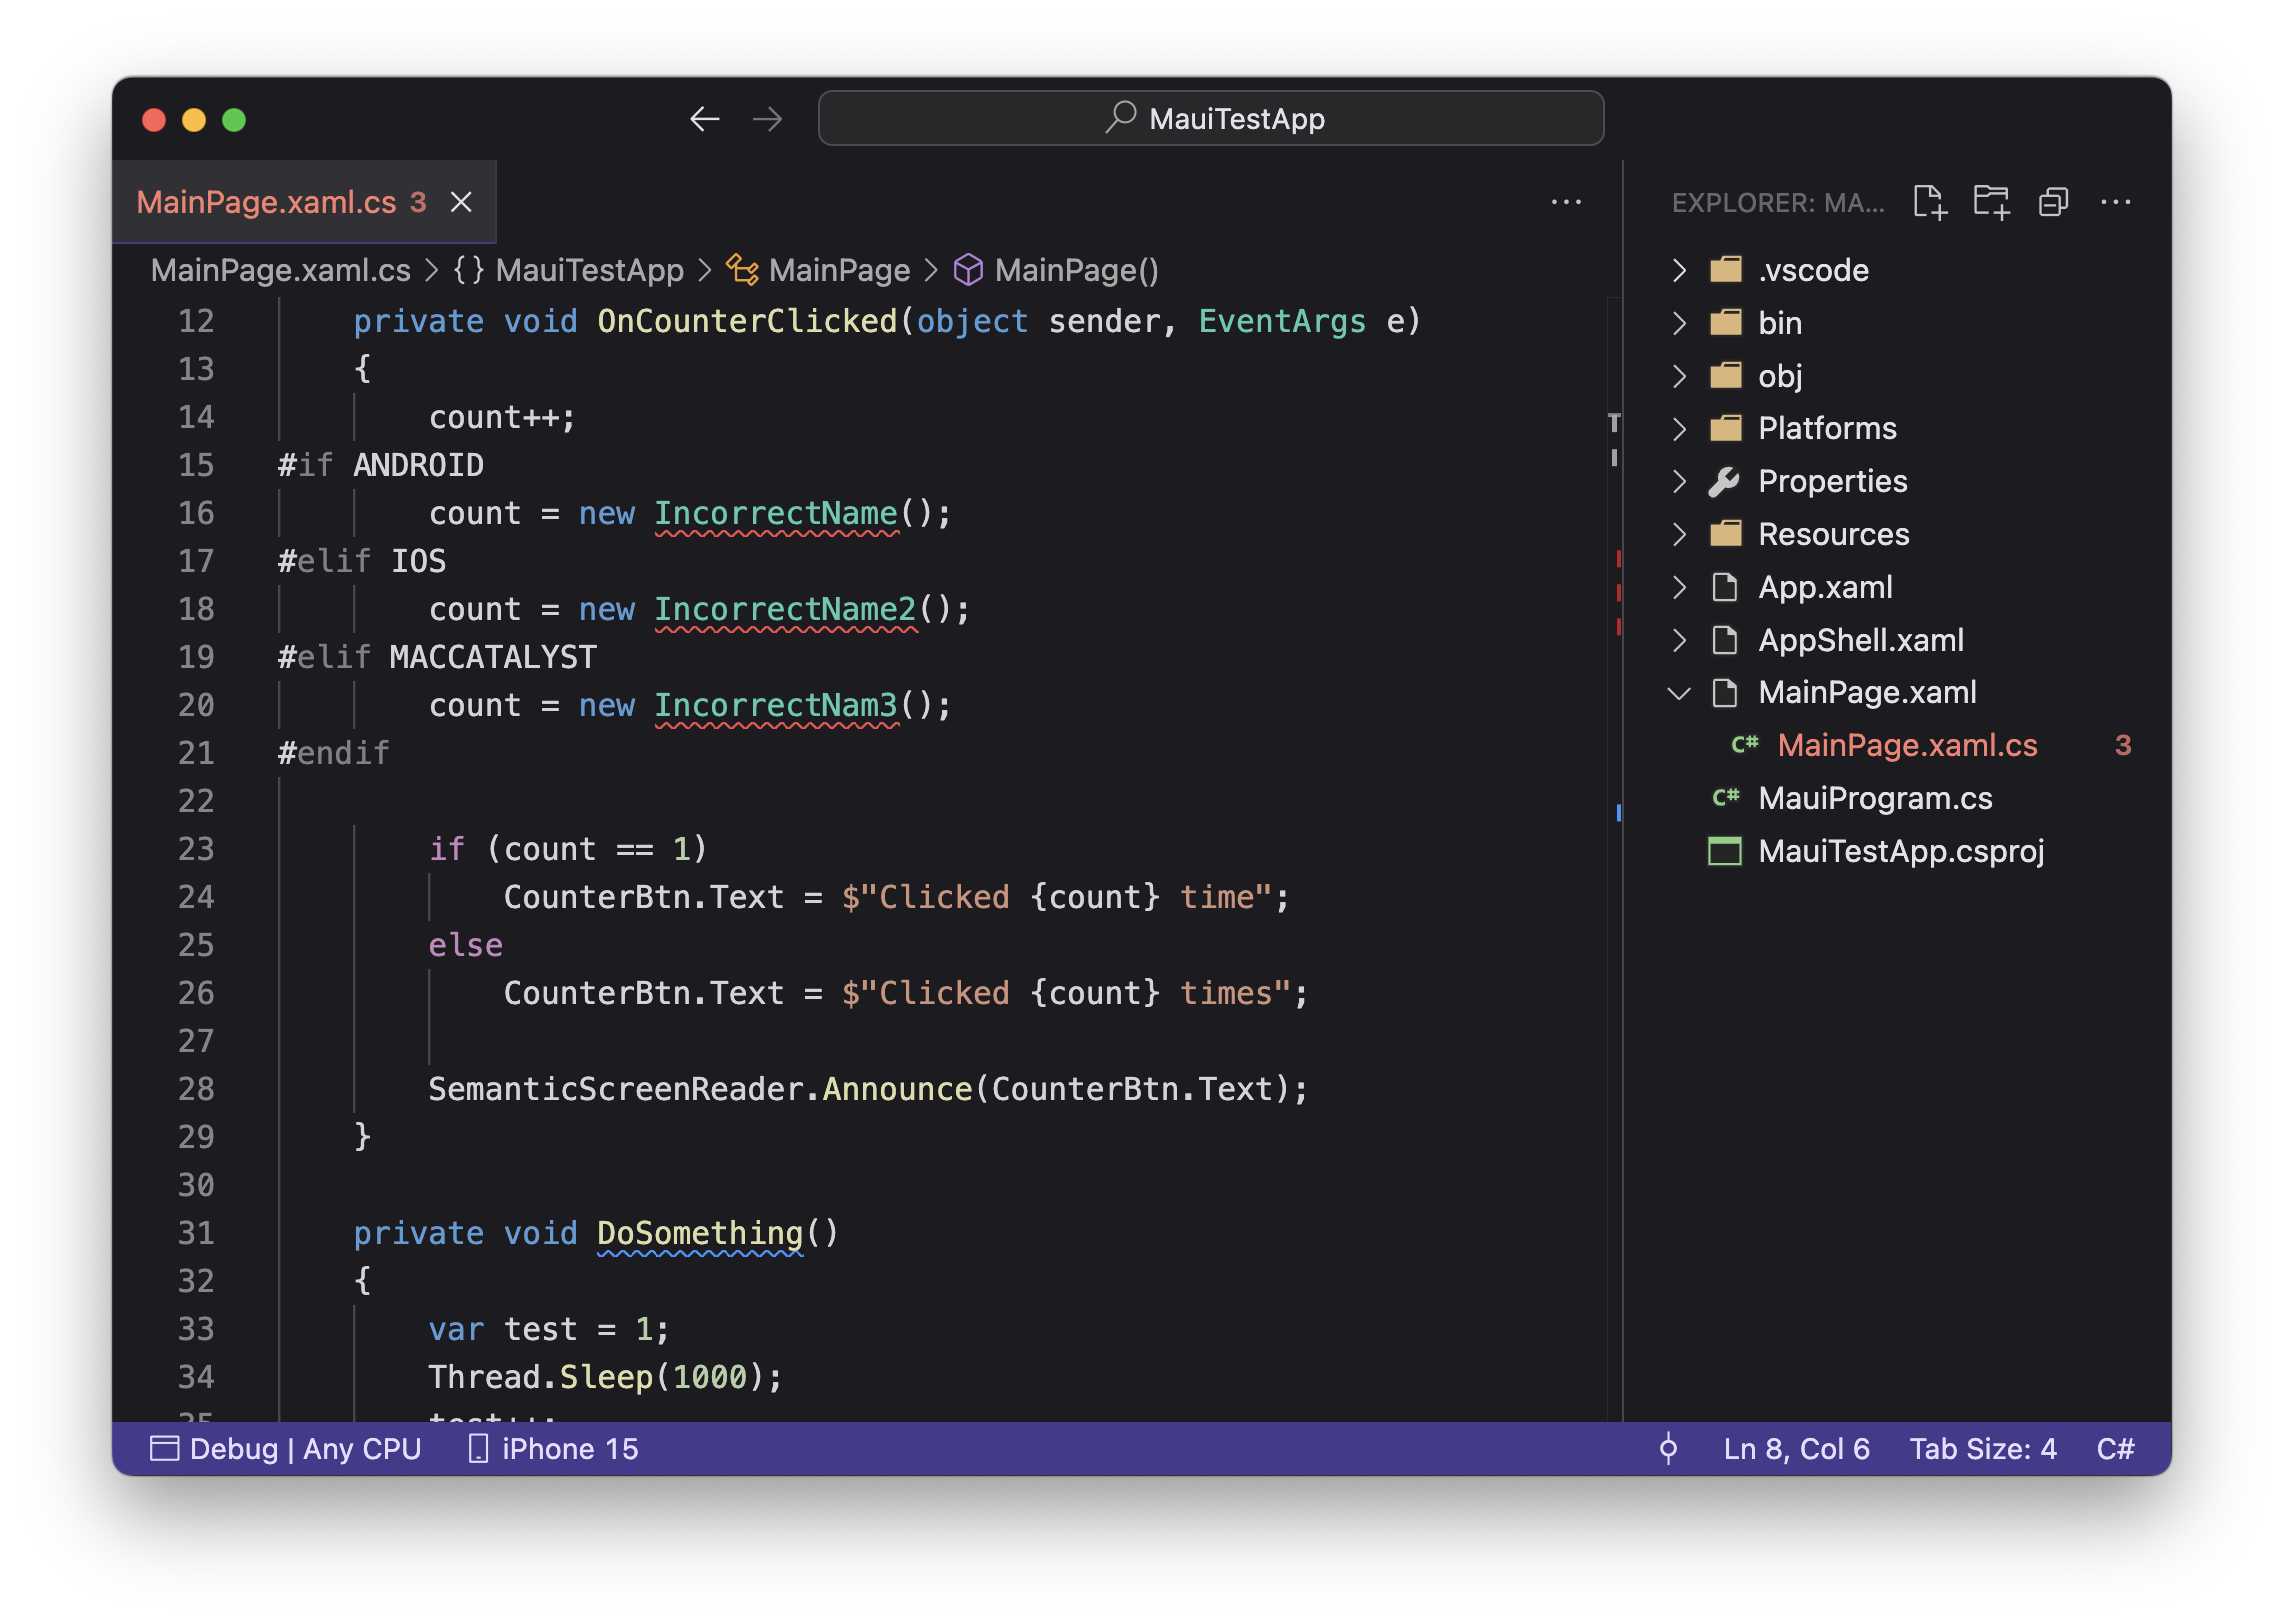 MauiTestApp
MainPage.xaml.cs 3
MainPage.xaml.cs > {} MauiTestApp > MainPage > MainPage()
12 private void OnCounterClicked(object sender, EventArgs e)
13 {
14 count++;
15 #if ANDROID
16 count = new IncorrectName();
17 #elif IOS
18 count = new IncorrectName2();
19 #elif MACCATALYST
20 count = new IncorrectNam3();
21 #endif
22
23 if (count == 1)
24 CounterBtn.Text = $"Clicked {count} time";
25 else
26 CounterBtn.Text = $"Clicked {count} times";
27
28 SemanticScreenReader.Announce(CounterBtn.Text);
29 }
30
31 private void DoSomething()
32 {
33 var test = 1;
34 Thread.Sleep(1000);
35 test++;
EXPLORER: MA...
.vscode
bin
obj
Platforms
Properties
Resources
App.xaml
AppShell.xaml
MainPage.xaml
C# MainPage.xaml.cs 3
C# MauiProgram.cs
MauiTestApp.csproj
Debug | Any CPU iPhone 15 Ln 8, Col 6 Tab Size: 4 C#